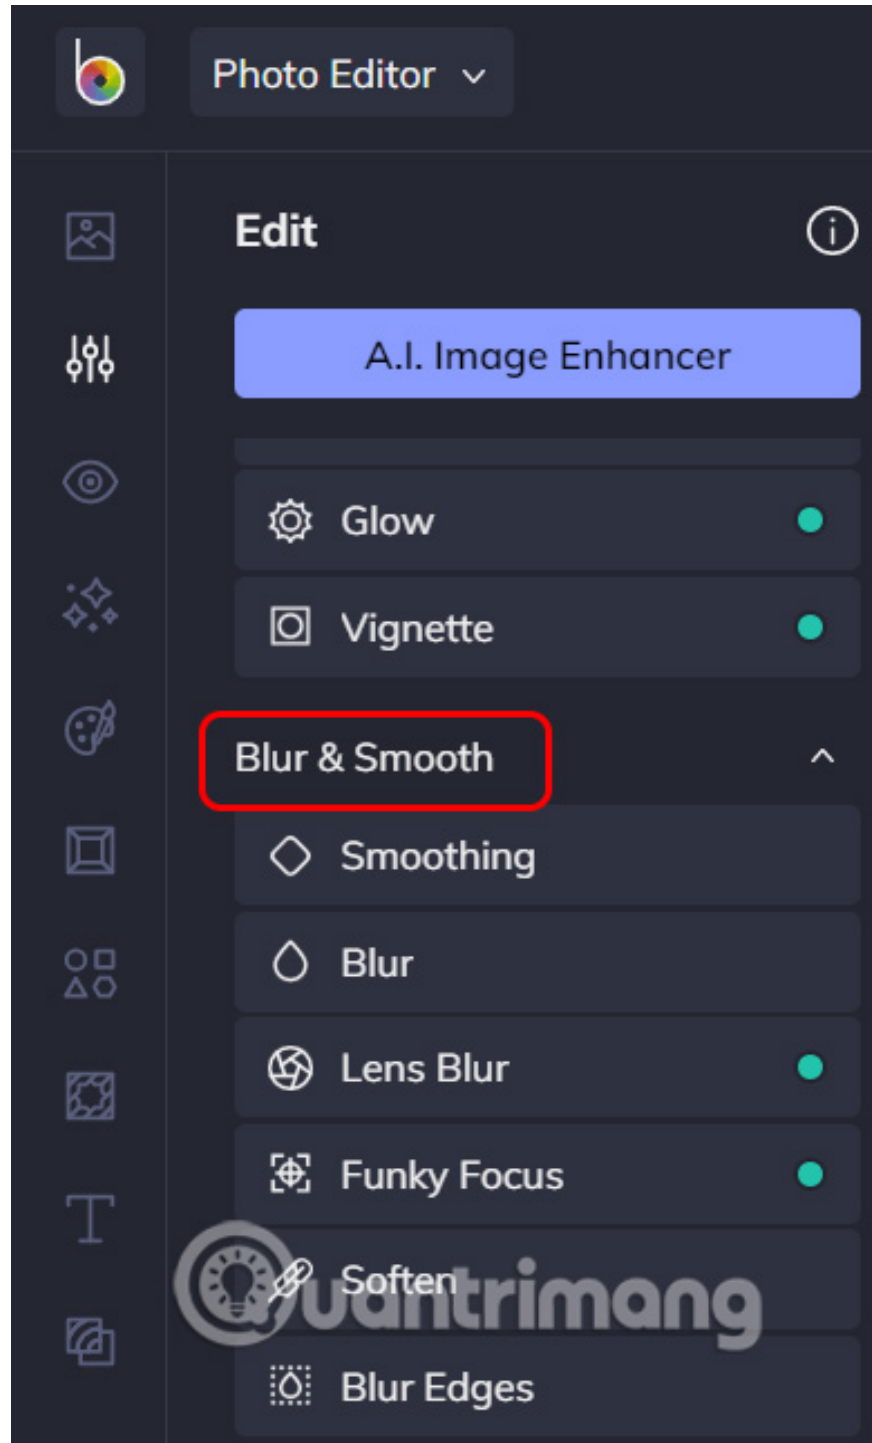 Photo Editor
Edit
A.I. Image Enhancer
Glow
Vignette
Blur & Smooth
Smoothing
Blur
Lens Blur
Funky Focus
Soften
Quantrimang
Blur Edges